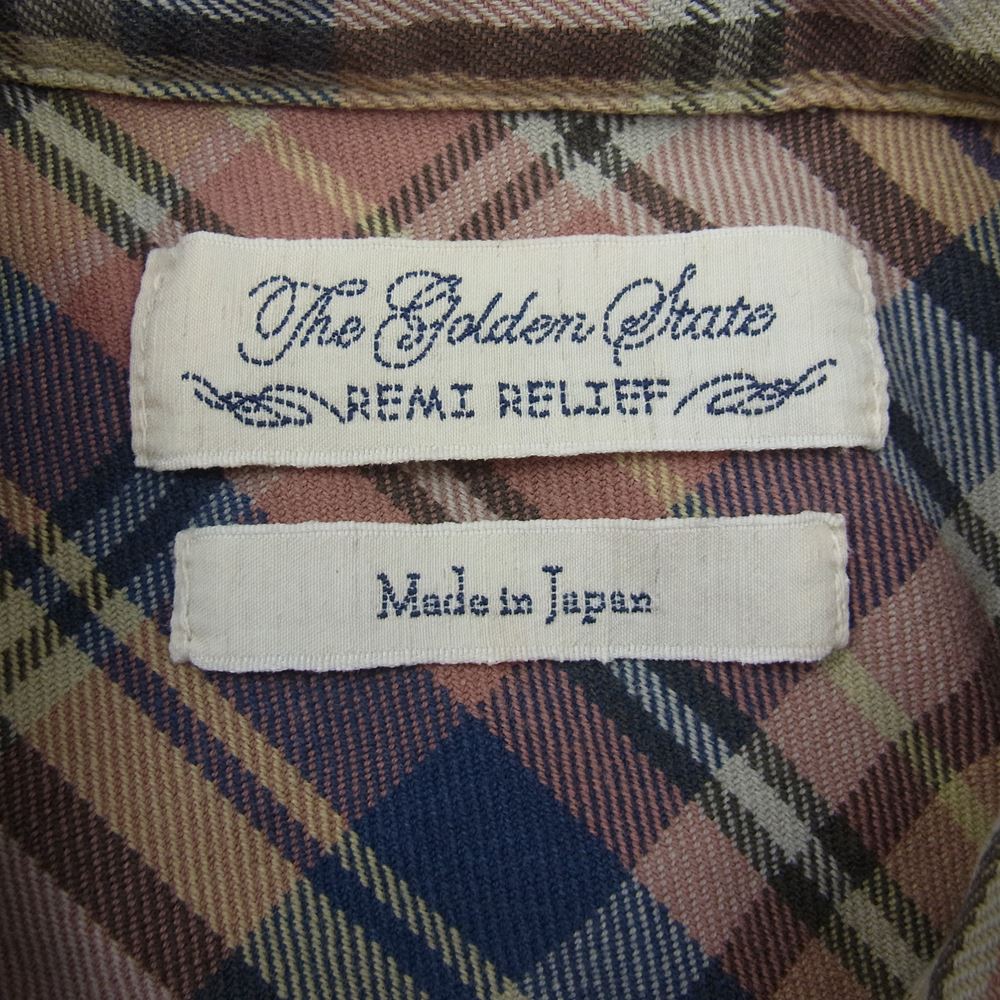 The Golden State
REMI RELIEF
Made in Japan